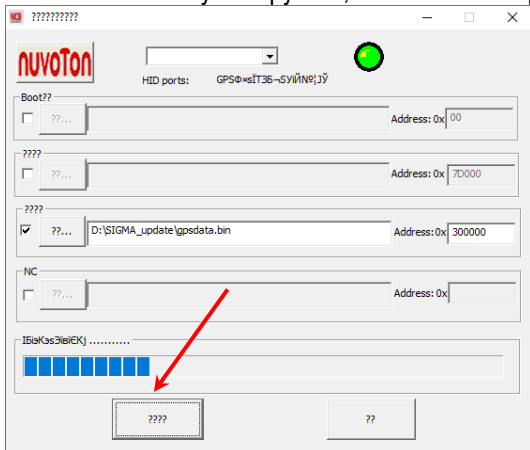 ??????????
nuvoTon
HID ports:
Boot??
??...
Address: 0x 00
????
??...
Address: 0x 7D000
????
??...
D:\SIGMA_update\gpsdata.bin
Address: 0x 300000
NC
??...
Address: 0x
????
??